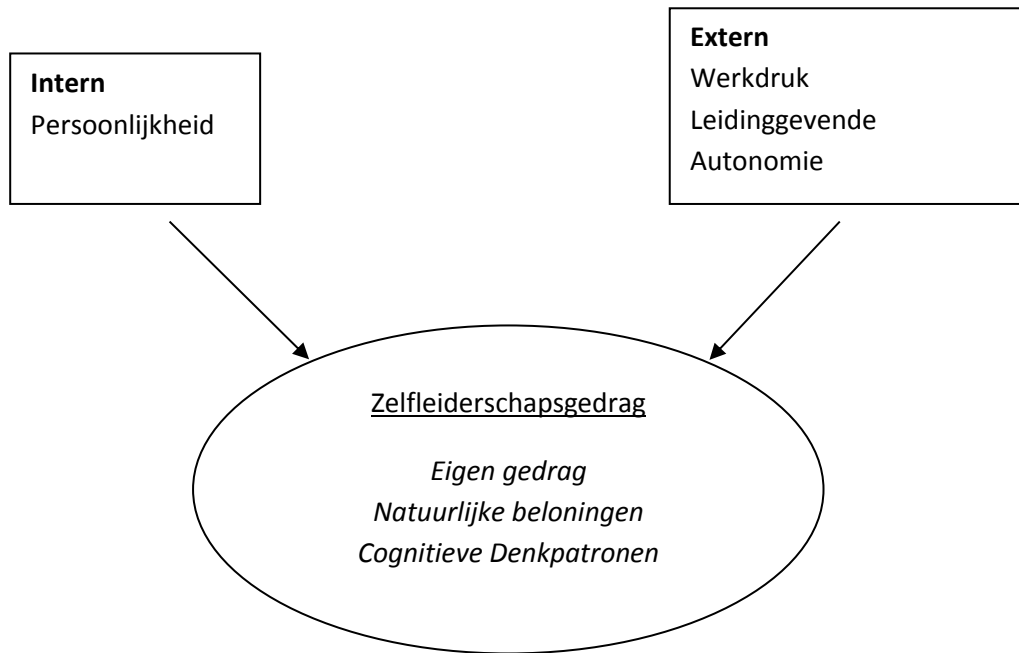 Intern
Persoonlijkheid
Extern
Werkdruk
Leidinggevende
Autonomie
Zelfleiderschapsgedrag
Eigen gedrag
Natuurlijke beloningen
Cognitieve Denkpatronen